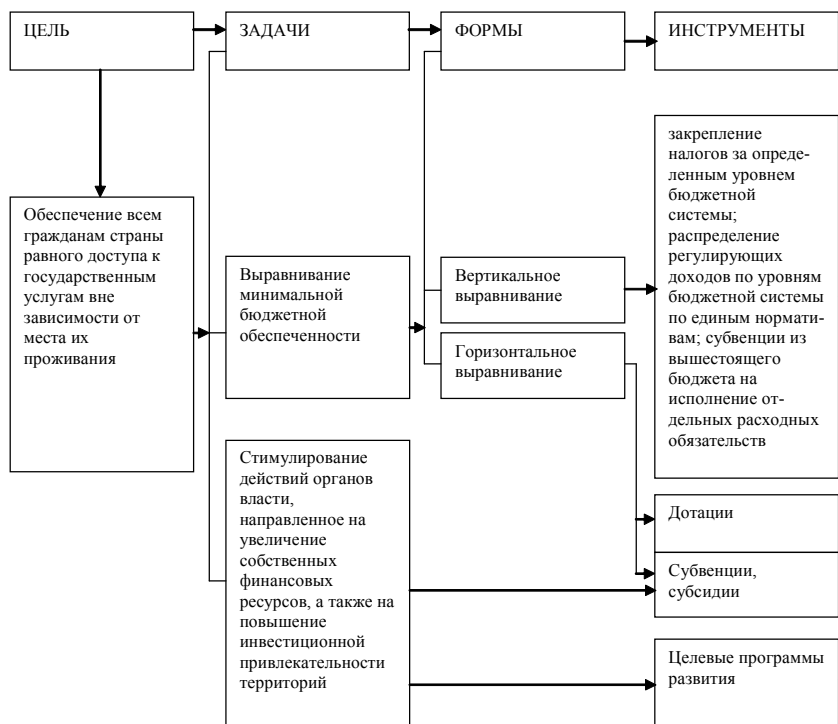 ЦЕЛЬ
ЗАДАЧИ
ФОРМЫ
ИНСТРУМЕНТЫ
Обеспечение всем
гражданам страны
равного доступа к
государственным
услугам вне
зависимости от
места их
проживания
Выравнивание
минимальной
бюджетной
обеспеченности
Стимулирование
действий органов
власти,
направленное на
увеличение
собственных
финансовых
ресурсов, а также на
повышение
инвестиционной
привлекательности
территорий
Вертикальное
выравнивание
Горизонтальное
выравнивание
закрепление
налогов за опреде-
ленным уровнем
бюджетной
системы;
распределение
регулирующих
доходов по уровням
бюджетной системы
по единым нормати-
вам; субвенции из
вышестоящего
бюджета на
исполнение от-
дельных расходных
обязательств
Дотации
Субвенции,
субсидии
Целевые программы
развития